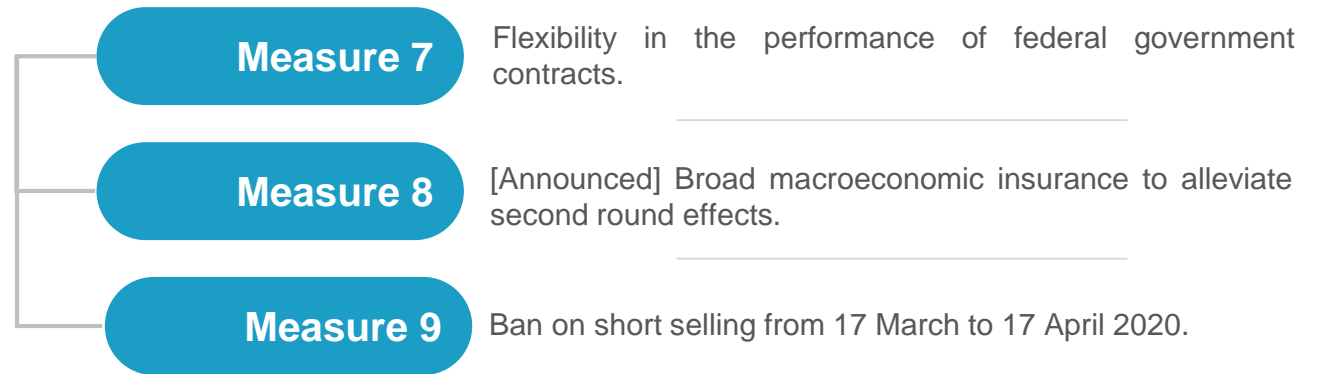 Measure 7
Flexibility in the performance of federal government
contracts.
Measure 8
[Announced] Broad macroeconomic insurance to alleviate
second round effects.
Measure 9
Ban on short selling from 17 March to 17 April 2020.